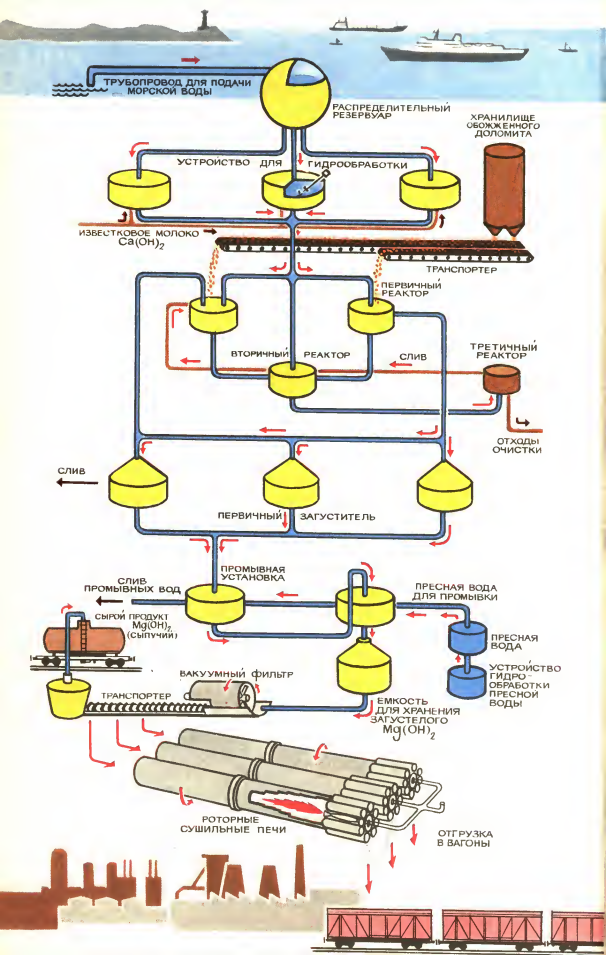 ТРУБОПРОВОД ДЛЯ ПОДАЧИ
МОРСКОЙ ВОДЫ
РАСПРЕДЕЛИТЕЛЬНЫЙ
РЕЗЕРВУАР
ХРАНИЛИЩЕ
ОБОЖЖЕННОГО
ДОЛОМИТА
УСТРОЙСТВО ДЛЯ ГИДРООБРАБОТКИ
ИЗВЕСТКОВОЕ МОЛОКО
Ca(OH)₂
ТРАНСПОРТЕР
ПЕРВИЧНЫЙ
РЕАКТОР
ВТОРИЧНЫЙ РЕАКТОР
СЛИВ
ТРЕТИЧНЫЙ
РЕАКТОР
ОТХОДЫ
ОЧИСТКИ
СЛИВ
ПЕРВИЧНЫЙ ЗАГУСТИТЕЛЬ
ПРОМЫВНАЯ
УСТАНОВКА
СЛИВ
ПРОМЫВНЫХ ВОД
ПРЕСНАЯ ВОДА
ДЛЯ ПРОМЫВКИ
СЫРОЙ ПРОДУКТ
Mg(OH)₂
(СЫПУЧИЙ)
ПРЕСНАЯ
ВОДА
ВАКУУМНЫЙ ФИЛЬТР
УСТРОЙСТВО
ГИДРО-
ОБРАБОТКИ
ПРЕСНОЙ
ВОДЫ
ТРАНСПОРТЕР
ЕМКОСТЬ
ДЛЯ ХРАНЕНИЯ
ЗАГУСТЕЛОГО
Mg(OH)₂
РОТОРНЫЕ
СУШИЛЬНЫЕ ПЕЧИ
ОТГРУЗКА
В ВАГОНЫ